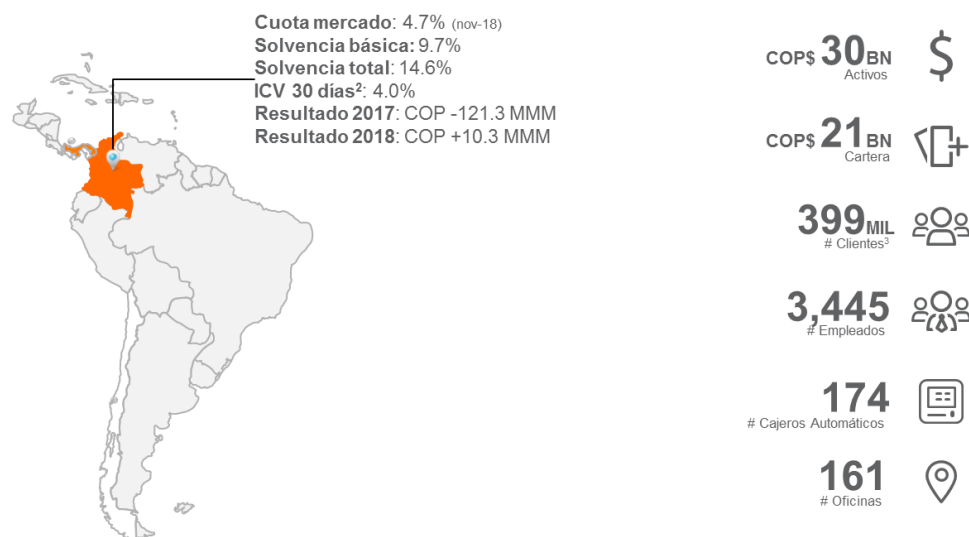 Cuota mercado: 4.7% (nov-18)
Solvencia básica: 9.7%
Solvencia total: 14.6%
ICV 30 días²: 4.0%
Resultado 2017: COP -121.3 MMM
Resultado 2018: COP +10.3 MMM
COP$ 30BN
Activos
$
COP$ 21BN
Cartera
399MIL
# Clientes³
3,445
# Empleados
174
# Cajeros Automáticos
161
# Oficinas